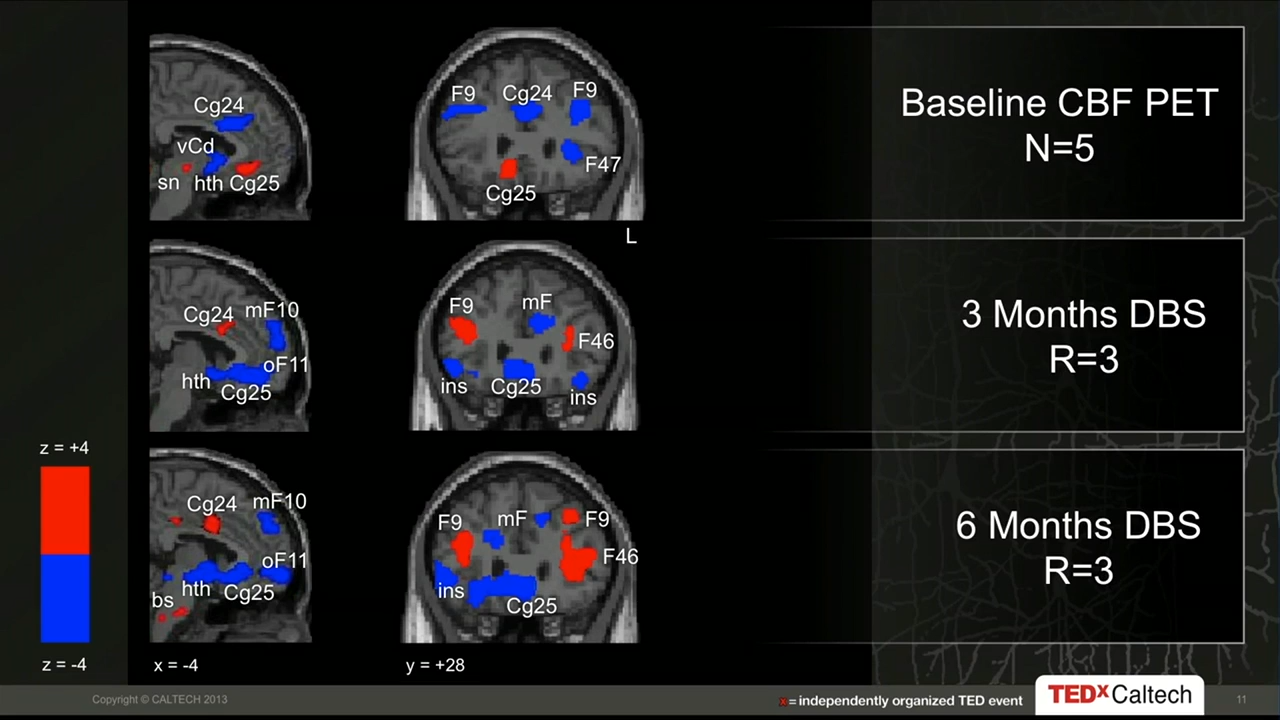 Cg24
vCd
sn
hth
Cg25
F9
Cg24
F9
F47
Cg25
Baseline CBF PET
N=5
L
Cg24
mF10
oF11
hth
Cg25
F9
mF
F46
ins
Cg25
ins
3 Months DBS
R=3
z = +4
z = -4
Cg24
mF10
oF11
hth
Cg25
bs
F9
mF
F9
F46
ins
Cg25
6 Months DBS
R=3
x = -4
y = +28
Copyright © CALTECH 2013
x = independently organized TED event
TEDxCaltech
11